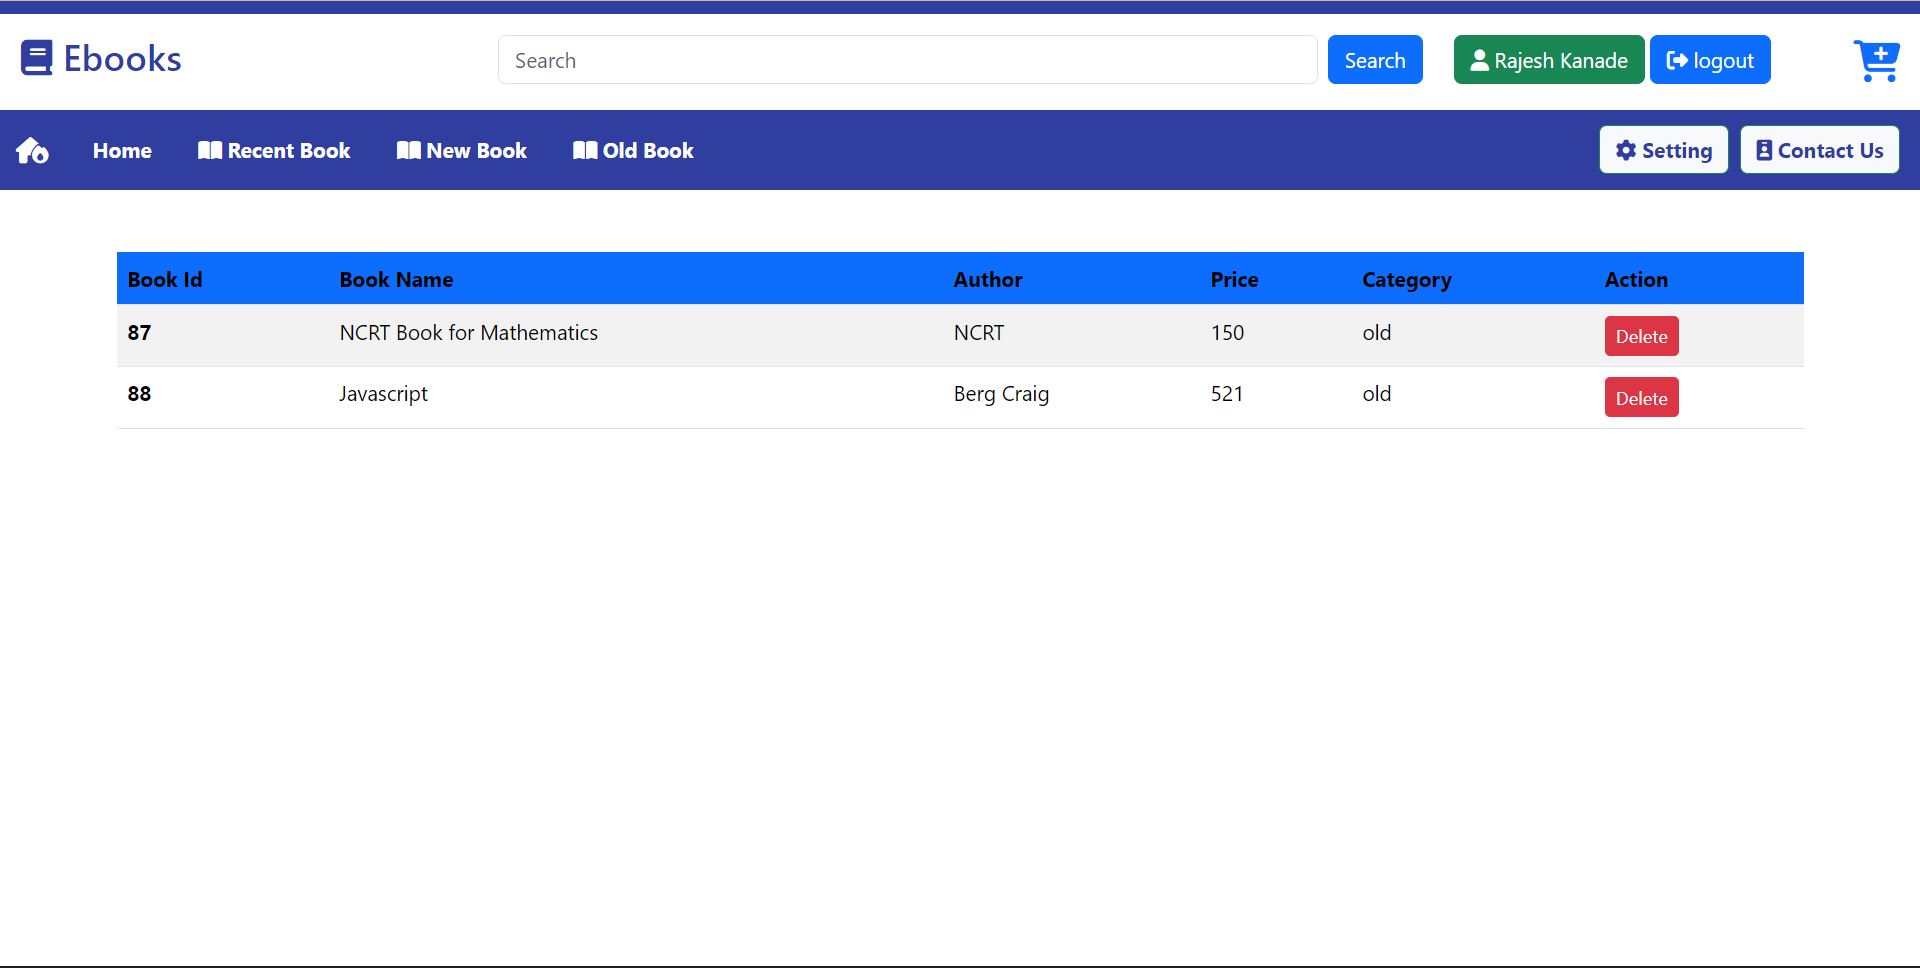 Ebooks Search Search Rajesh Kanade logout
Home Recent Book New Book Old Book Setting Contact Us
Book Id Book Name Author Price Category Action
87 NCRT Book for Mathematics NCRT 150 old Delete
88 Javascript Berg Craig 521 old Delete